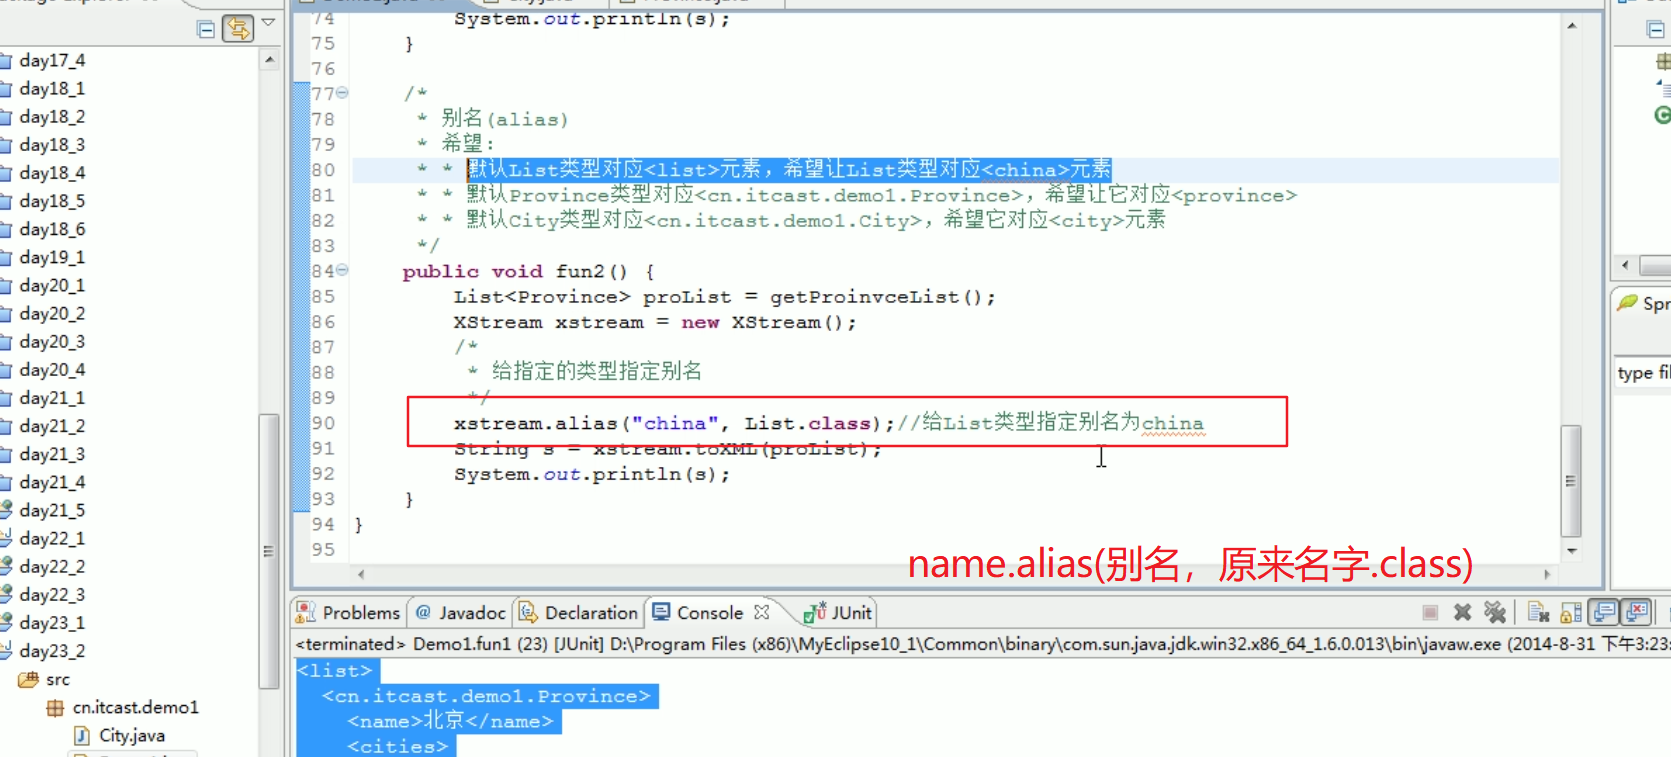 day17_4
day18_1
day18_2
day18_3
day18_4
day18_5
day18_6
day19_1
day20_1
day20_2
day20_3
day20_4
day21_1
day21_2
day21_3
day21_4
day21_5
day22_1
day22_2
day22_3
day23_1
day23_2
src
cn.itcast.demo1
City.java
74 System.out.println(s);
75 }
76
77 /*
78 * 别名(alias)
79 * 希望:
80 * * 默认List类型对应<list>元素，希望让List类型对应<china>元素
81 * * 默认Province类型对应<cn.itcast.demo1.Province>，希望让它对应<province>
82 * * 默认City类型对应<cn.itcast.demo1.City>，希望它对应<city>元素
83 */
84 public void fun2() {
85 List<Province> proList = getProinvceList();
86 XStream xstream = new XStream();
87 /*
88 * 给指定的类型指定别名
89 */
90 xstream.alias("china", List.class);//给List类型指定别名为china
91 String s = xstream.toXML(proList);
92 System.out.println(s);
93 }
94 }
95
name.alias(别名，原来名字.class)
Problems @ Javadoc Declaration Console JUnit
<terminated> Demo1.fun1 (23) [JUnit] D:\Program Files (x86)\MyEclipse10_1\Common\binary\com.sun.java.jdk.win32.x86_64_1.6.0.013\bin\javaw.exe (2014-8-31 下午3:23:
<list>
<cn.itcast.demo1.Province>
<name>北京</name>
<cities>
Spr
type fil